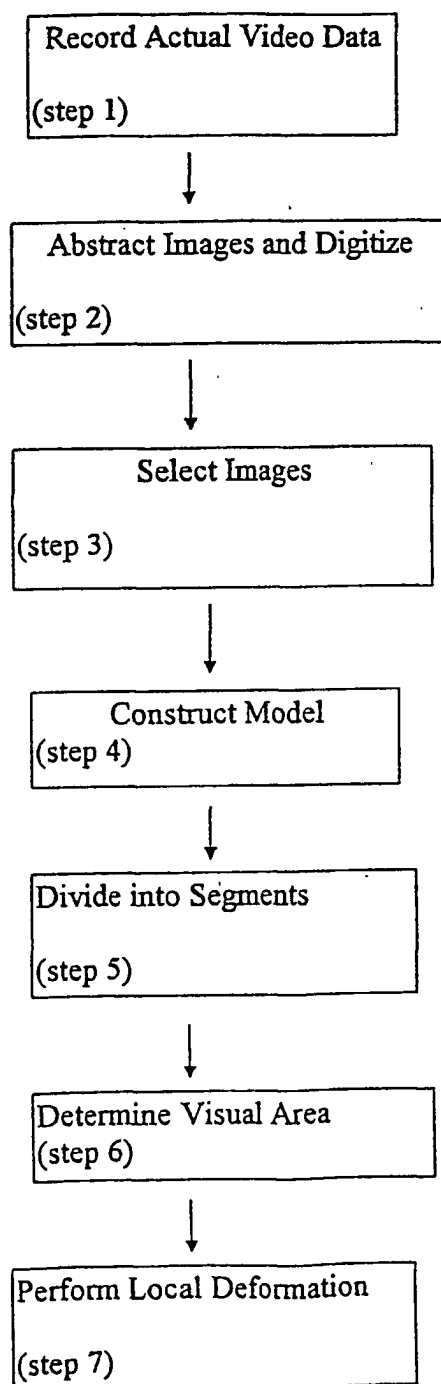 Record Actual Video Data
(step 1)
Abstract Images and Digitize
(step 2)
Select Images
(step 3)
Construct Model
(step 4)
Divide into Segments
(step 5)
Determine Visual Area
(step 6)
Perform Local Deformation
(step 7)